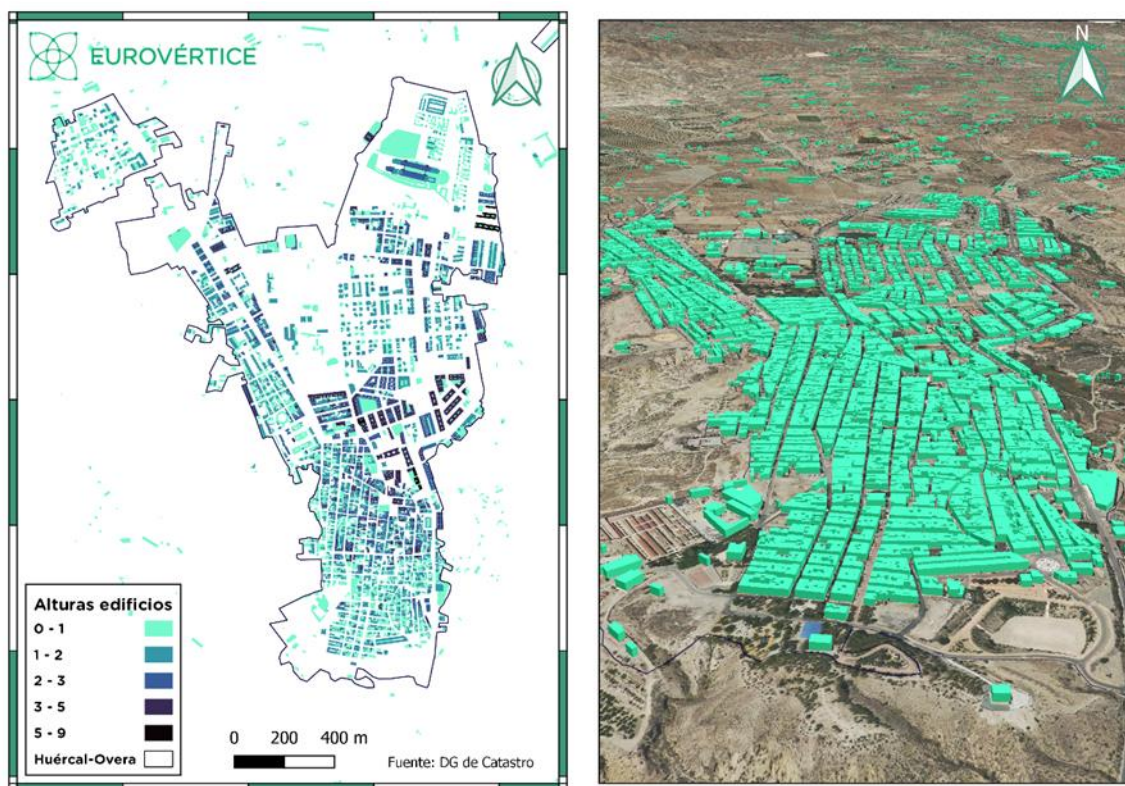 EUROVÉRTICE
N
Alturas edificios
0 - 1
1 - 2
2 - 3
3 - 5
5 - 9
Huércal-Overa
0 200 400 m
Fuente: DG de Catastro